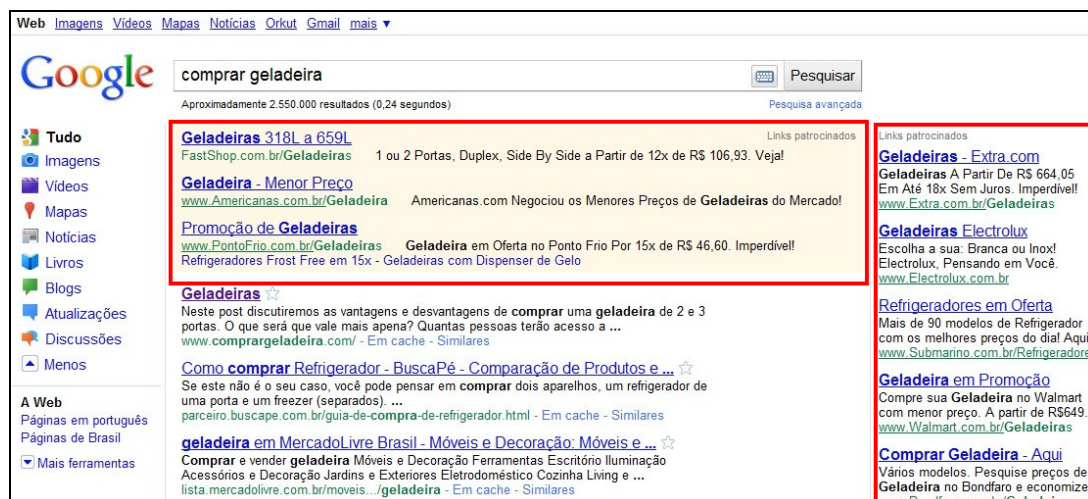 Web Imagens Vídeos Mapas Notícias Orkut Gmail mais ▼
Google
comprar geladeira
Pesquisar
Aproximadamente 2.550.000 resultados (0,24 segundos)
Pesquisa avançada
Tudo
Imagens
Vídeos
Mapas
Notícias
Livros
Blogs
Atualizações
Discussões
Menos
A Web
Páginas em português
Páginas de Brasil
Mais ferramentas
Links patrocinados
Geladeiras 318L a 659L
FastShop.com.br/Geladeiras 1 ou 2 Portas, Duplex, Side By Side a Partir de 12x de R$ 106,93. Veja!
Geladeira - Menor Preço
www.Americanas.com.br/Geladeira Americanas.com Negociou os Menores Preços de Geladeiras do Mercado!
Promoção de Geladeiras
www.PontoFrio.com.br/Geladeiras Geladeira em Oferta no Ponto Frio Por 15x de R$ 46,60. Imperdível!
Refrigeradores Frost Free em 15x - Geladeiras com Dispenser de Gelo
Geladeiras
Neste post discutiremos as vantagens e desvantagens de comprar uma geladeira de 2 e 3
portas. O que será que vale mais apena? Quantas pessoas terão acesso a ...
www.comprargeladeira.com/ - Em cache - Similares
Como comprar Refrigerador - BuscaPé - Comparação de Produtos e ...
Se este não é o seu caso, você pode pensar em comprar dois aparelhos, um refrigerador de
uma porta e um freezer (separados). ...
parceiro.buscape.com.br/guia-de-compra-de-refrigerador.html - Em cache - Similares
geladeira em MercadoLivre Brasil - Móveis e Decoração: Móveis e ...
Comprar e vender geladeira Móveis e Decoração Ferramentas Escritório Iluminação
Acessórios e Decoração Jardins e Exteriores Eletrodoméstico Cozinha Living e ...
lista.mercadolivre.com.br/moveis.../geladeira - Em cache - Similares
Links patrocinados
Geladeiras - Extra.com
Geladeiras A Partir De R$ 664,05
Em Até 18x Sem Juros. Imperdível!
www.Extra.com.br/Geladeiras
Geladeiras Electrolux
Escolha a sua: Branca ou Inox!
Electrolux, Pensando em Você.
www.Electrolux.com.br
Refrigeradores em Oferta
Mais de 90 modelos de Refrigerador
com os melhores preços do dia! Aqui
www.Submarino.com.br/Refrigeradore
Geladeira em Promoção
Compre sua Geladeira no Walmart
com menor preço. A partir de R$649.
www.Walmart.com.br/Geladeiras
Comprar Geladeira - Aqui
Vários modelos. Pesquise preços de
Geladeira no Bondfaro e economize